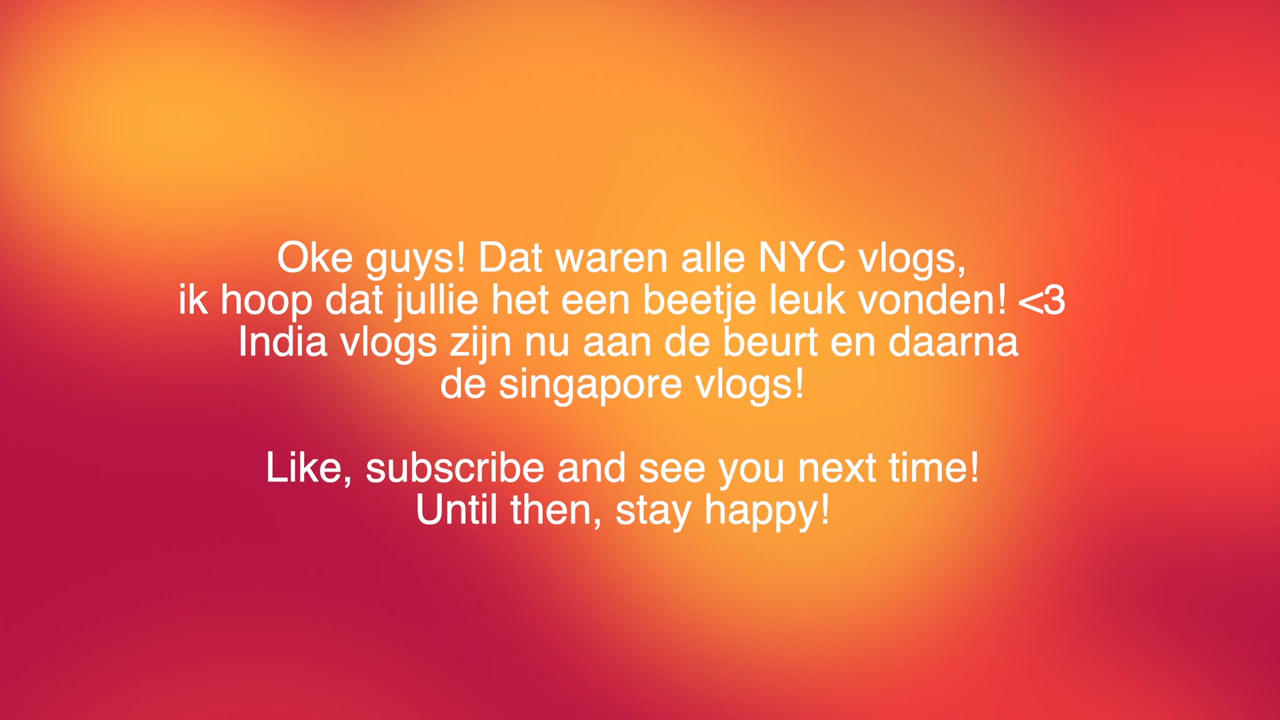 Oke guys! Dat waren alle NYC vlogs,
ik hoop dat jullie het een beetje leuk vonden! <3
India vlogs zijn nu aan de beurt en daarna
de singapore vlogs!
Like, subscribe and see you next time!
Until then, stay happy!